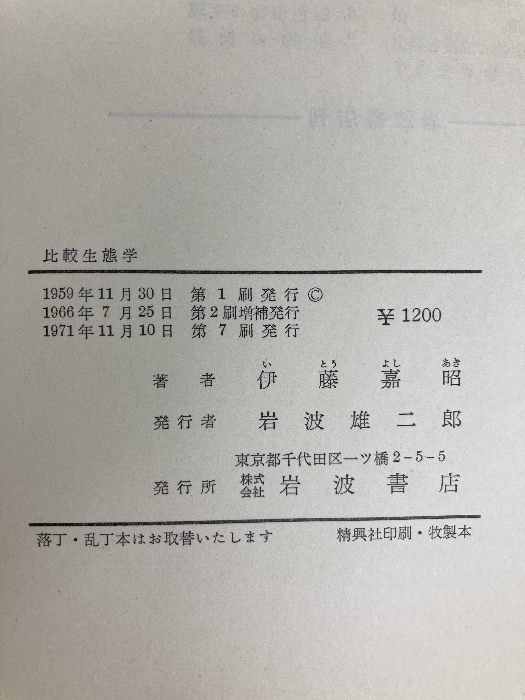 比較生態学
1959年11月30日 第1刷発行 ©
1966年7月25日 第2刷増補発行
1971年11月10日 第7刷発行
¥1200
い とう よし あき
著者 伊藤嘉昭
発行者 岩波雄二郎
東京都千代田区一ツ橋2-5-5
発行所 株式会社 岩波書店
落丁・乱丁本はお取替いたします 精興社印刷・牧製本